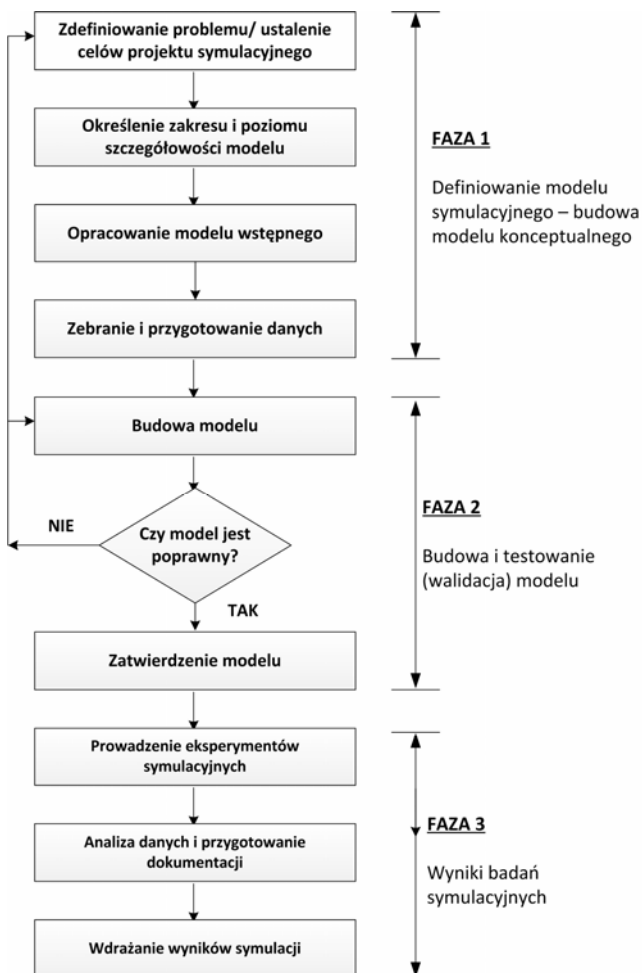 Zdefiniowanie problemu/ ustalenie
celów projektu symulacyjnego
Określenie zakresu i poziomu
szczegółowości modelu
FAZA 1
Definiowanie modelu
symulacyjnego – budowa
modelu konceptualnego
Opracowanie modelu wstępnego
Zebranie i przygotowanie danych
Budowa modelu
NIE
Czy model jest
poprawny?
TAK
FAZA 2
Budowa i testowanie
(walidacja) modelu
Zatwierdzenie modelu
Prowadzenie eksperymentów
symulacyjnych
Analiza danych i przygotowanie
dokumentacji
FAZA 3
Wyniki badań
symulacyjnych
Wdrażanie wyników symulacji